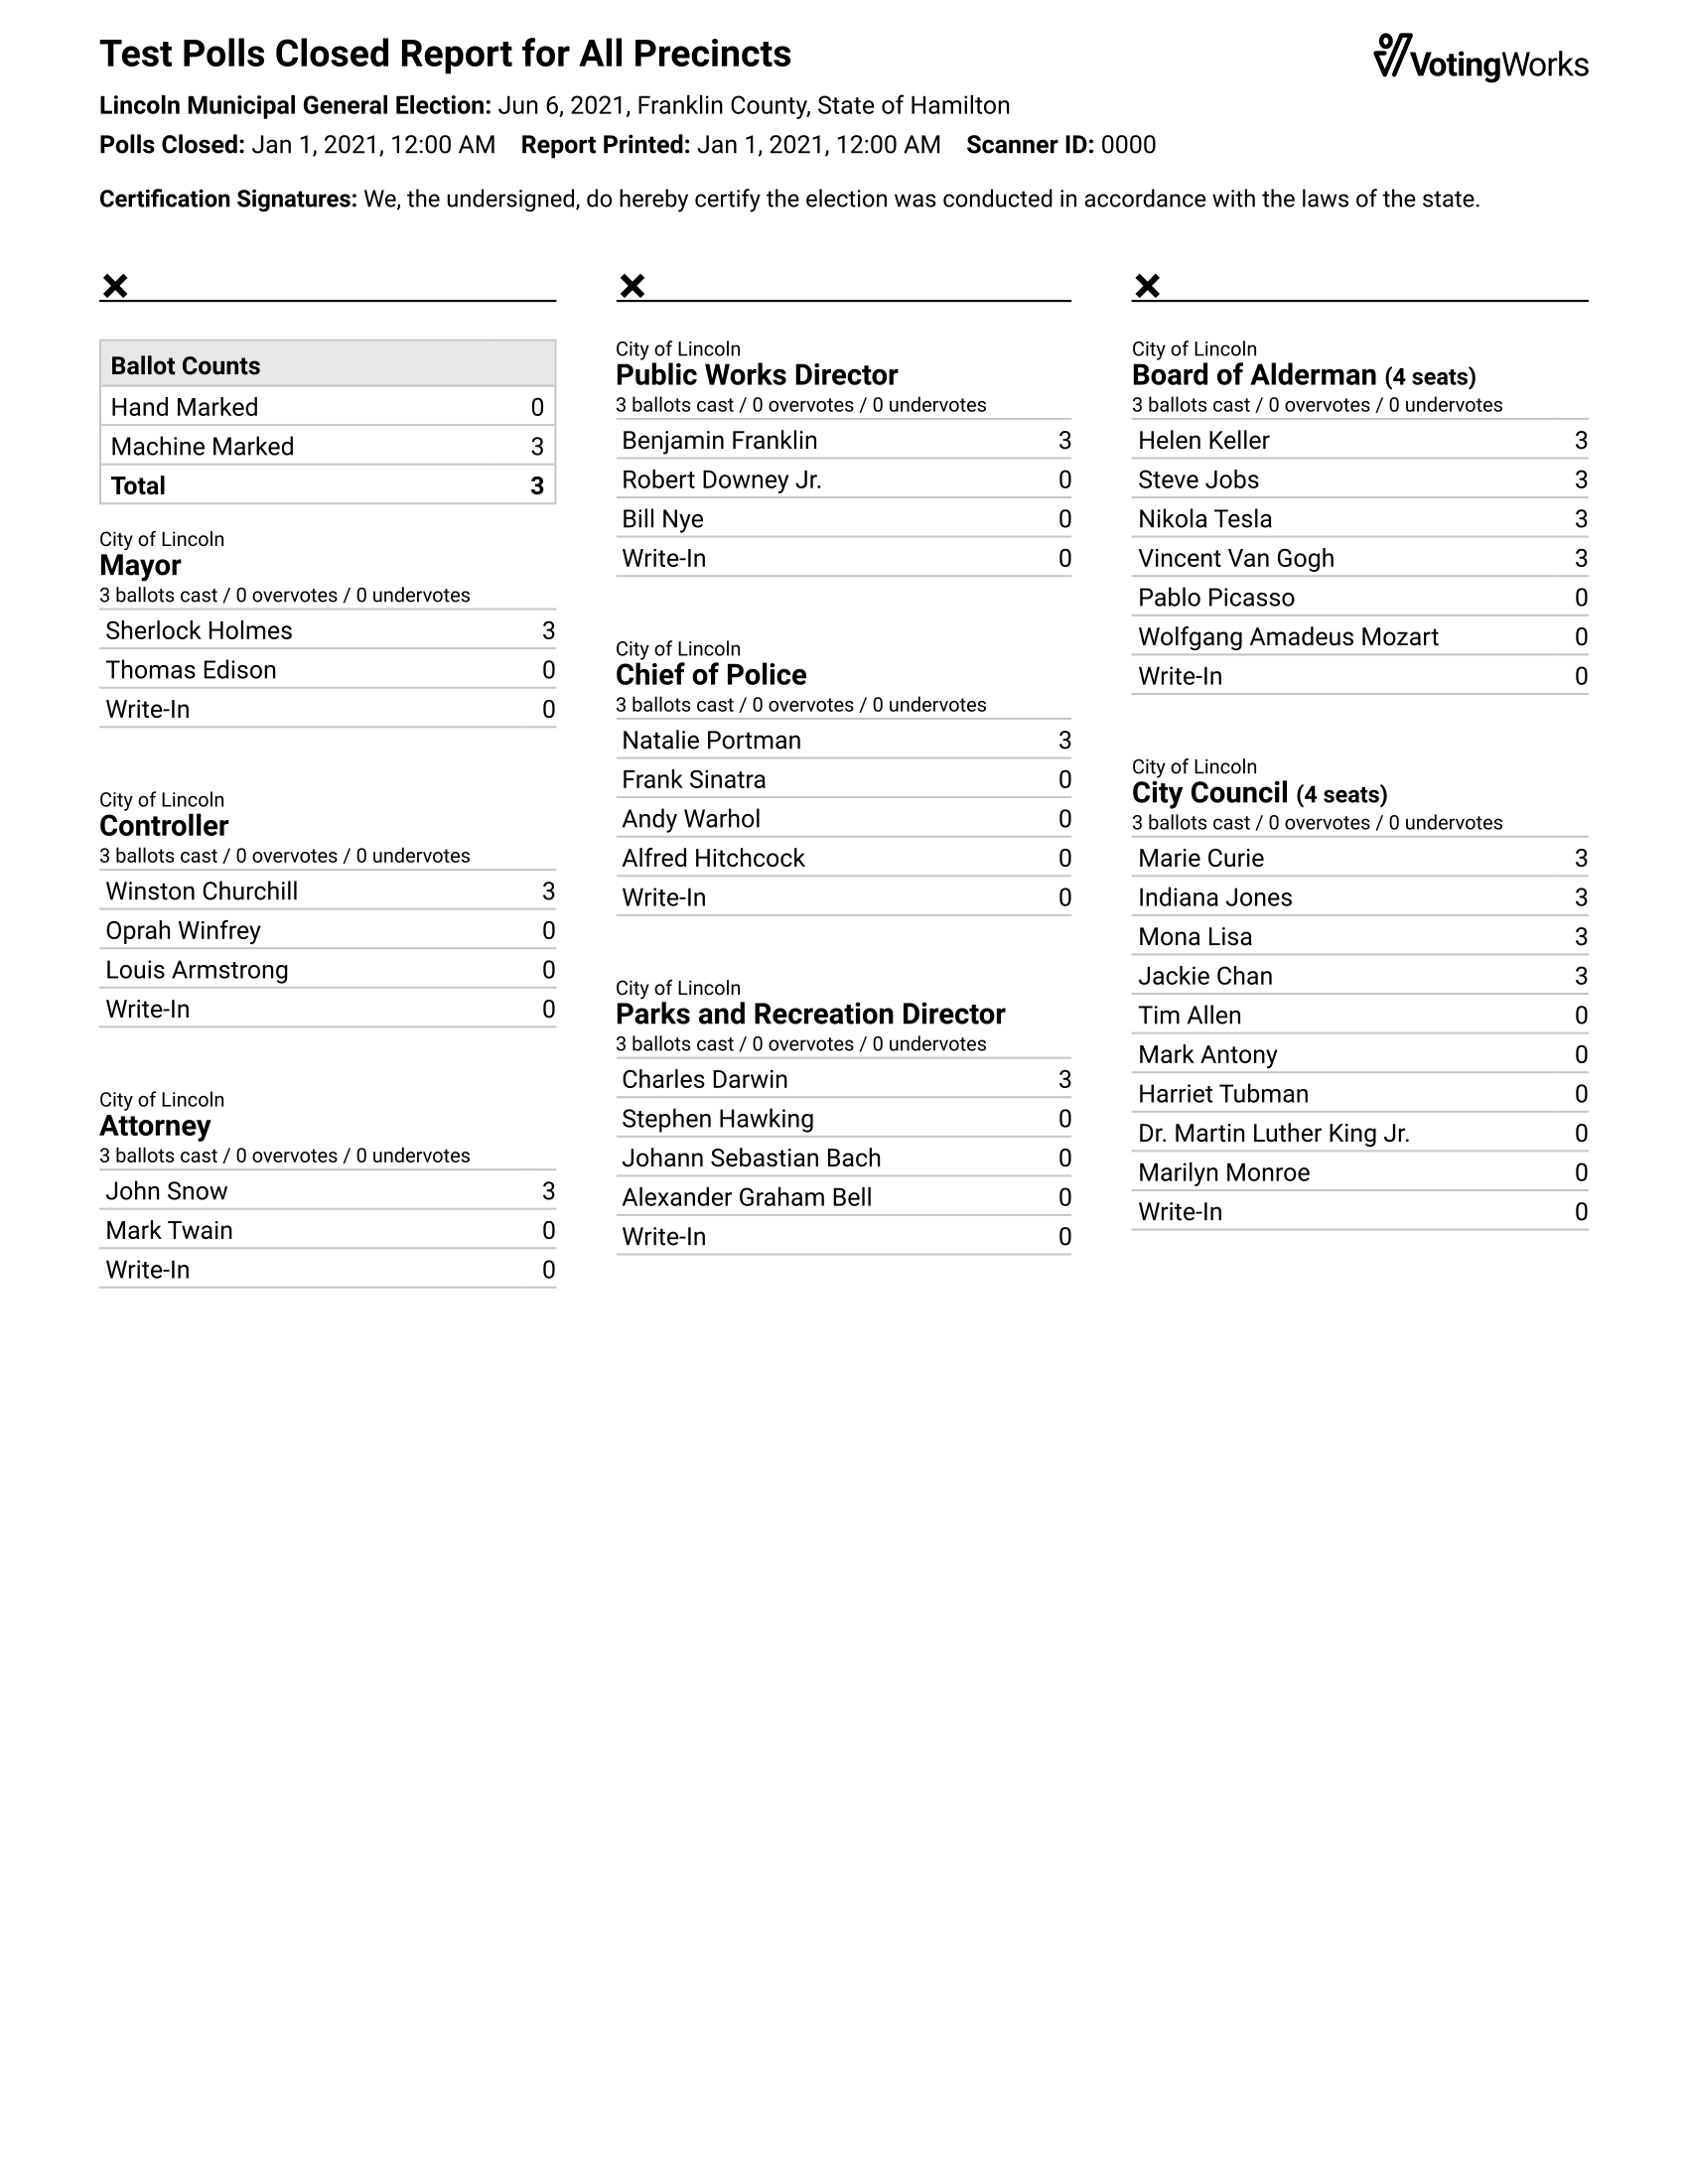 Test Polls Closed Report for All Precincts
VotingWorks
Lincoln Municipal General Election: Jun 6, 2021, Franklin County, State of Hamilton
Polls Closed: Jan 1, 2021, 12:00 AM Report Printed: Jan 1, 2021, 12:00 AM Scanner ID: 0000
Certification Signatures: We, the undersigned, do hereby certify the election was conducted in accordance with the laws of the state.
Ballot Counts
Hand Marked 0
Machine Marked 3
Total 3
City of Lincoln
Mayor
3 ballots cast / 0 overvotes / 0 undervotes
Sherlock Holmes 3
Thomas Edison 0
Write-In 0
City of Lincoln
Controller
3 ballots cast / 0 overvotes / 0 undervotes
Winston Churchill 3
Oprah Winfrey 0
Louis Armstrong 0
Write-In 0
City of Lincoln
Attorney
3 ballots cast / 0 overvotes / 0 undervotes
John Snow 3
Mark Twain 0
Write-In 0
City of Lincoln
Public Works Director
3 ballots cast / 0 overvotes / 0 undervotes
Benjamin Franklin 3
Robert Downey Jr. 0
Bill Nye 0
Write-In 0
City of Lincoln
Chief of Police
3 ballots cast / 0 overvotes / 0 undervotes
Natalie Portman 3
Frank Sinatra 0
Andy Warhol 0
Alfred Hitchcock 0
Write-In 0
City of Lincoln
Parks and Recreation Director
3 ballots cast / 0 overvotes / 0 undervotes
Charles Darwin 3
Stephen Hawking 0
Johann Sebastian Bach 0
Alexander Graham Bell 0
Write-In 0
City of Lincoln
Board of Alderman (4 seats)
3 ballots cast / 0 overvotes / 0 undervotes
Helen Keller 3
Steve Jobs 3
Nikola Tesla 3
Vincent Van Gogh 3
Pablo Picasso 0
Wolfgang Amadeus Mozart 0
Write-In 0
City of Lincoln
City Council (4 seats)
3 ballots cast / 0 overvotes / 0 undervotes
Marie Curie 3
Indiana Jones 3
Mona Lisa 3
Jackie Chan 3
Tim Allen 0
Mark Antony 0
Harriet Tubman 0
Dr. Martin Luther King Jr. 0
Marilyn Monroe 0
Write-In 0